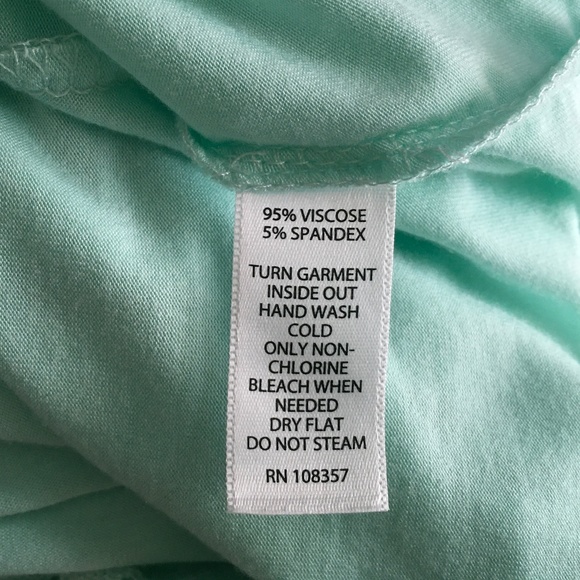 95% VISCOSE
5% SPANDEX
TURN GARMENT
INSIDE OUT
HAND WASH
COLD
ONLY NON-
CHLORINE
BLEACH WHEN
NEEDED
DRY FLAT
DO NOT STEAM
RN 108357